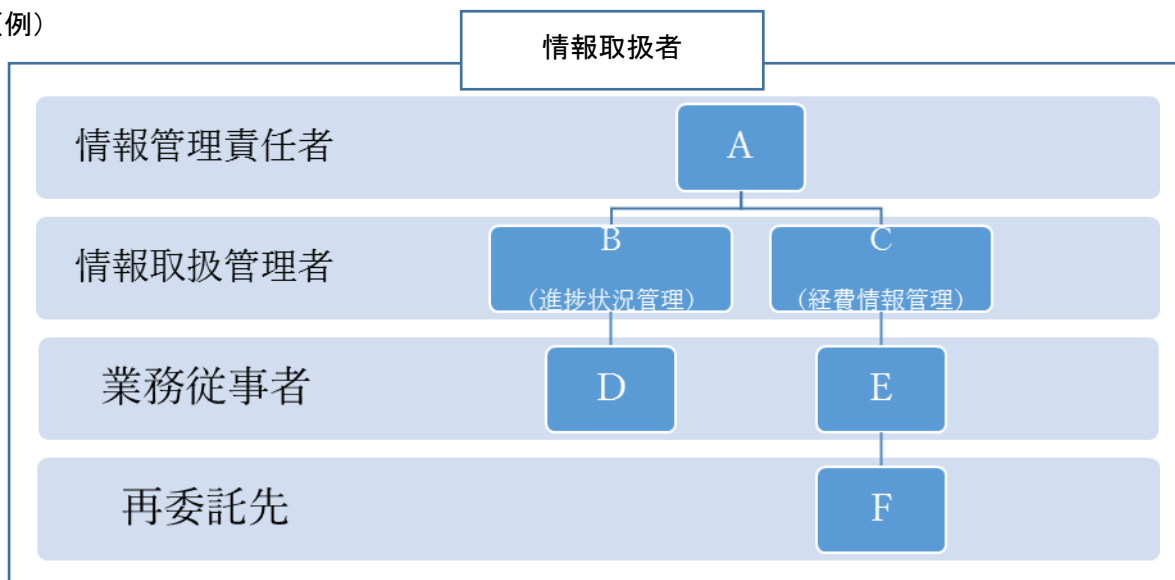 （例）
情報取扱者
情報管理責任者
A
情報取扱管理者
B
（進捗状況管理）
C
（経費情報管理）
業務従事者
D
E
再委託先
F